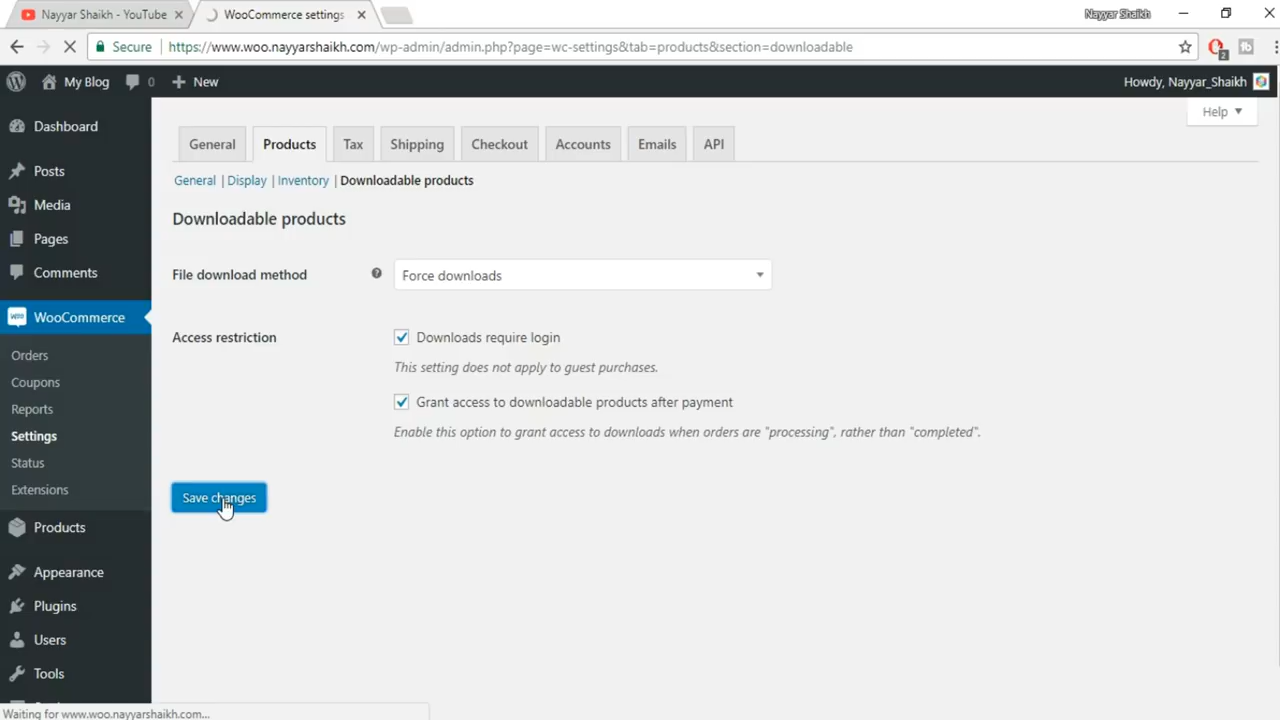 Nayyar Shaikh - YouTube
WooCommerce settings
Nayyar Shaikh
Secure
https://www.woo.nayyarshaikh.com/wp-admin/admin.php?page=wc-settings&tab=products&section=downloadable
2
My Blog
0
New
Howdy, Nayyar_Shaikh
Help
Dashboard
Posts
Media
Pages
Comments
WooCommerce
Orders
Coupons
Reports
Settings
Status
Extensions
Products
Appearance
Plugins
Users
Tools
General Products Tax Shipping Checkout Accounts Emails API
General | Display | Inventory | Downloadable products
Downloadable products
File download method
Force downloads
Access restriction
Downloads require login
This setting does not apply to guest purchases.
Grant access to downloadable products after payment
Enable this option to grant access to downloads when orders are "processing", rather than "completed".
Save changes
Waiting for www.woo.nayyarshaikh.com...